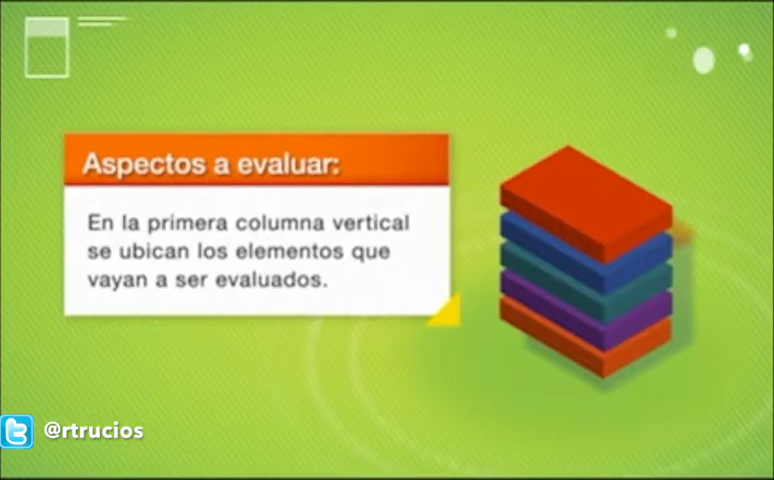 Aspectos a evaluar:
En la primera columna vertical
se ubican los elementos que
vayan a ser evaluados.
@rtrucios